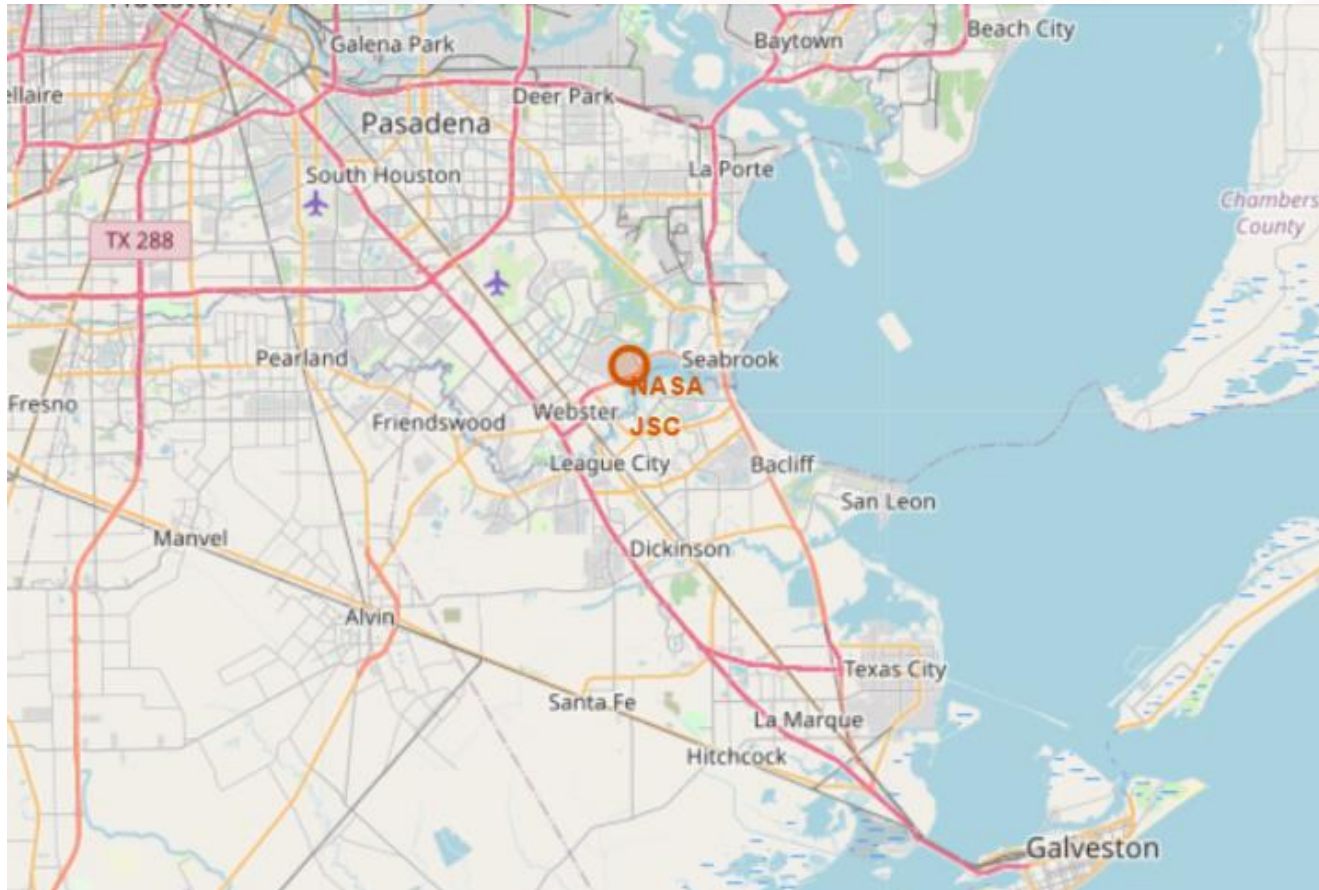 Houston
Galena Park
Baytown
Beach City
ellaire
Deer Park
Pasadena
South Houston
La Porte
Chambers
County
TX 288
Pearland
Seabrook
NASA
JSC
Fresno
Friendswood
Webster
League City
Bacliff
San Leon
Manvel
Dickinson
Alvin
Texas City
Santa Fe
La Marque
Hitchcock
Galveston